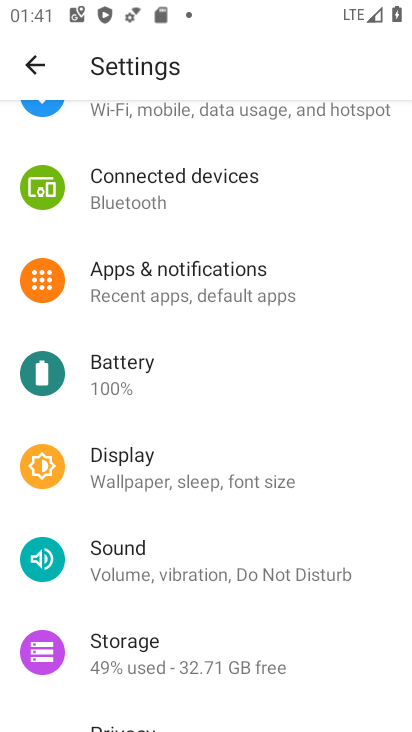 01:41
LTE
Settings
Wi-Fi, mobile, data usage, and hotspot
Connected devices
Bluetooth
Apps & notifications
Recent apps, default apps
Battery
100%
Display
Wallpaper, sleep, font size
Sound
Volume, vibration, Do Not Disturb
Storage
49% used - 32.71 GB free
Privacy